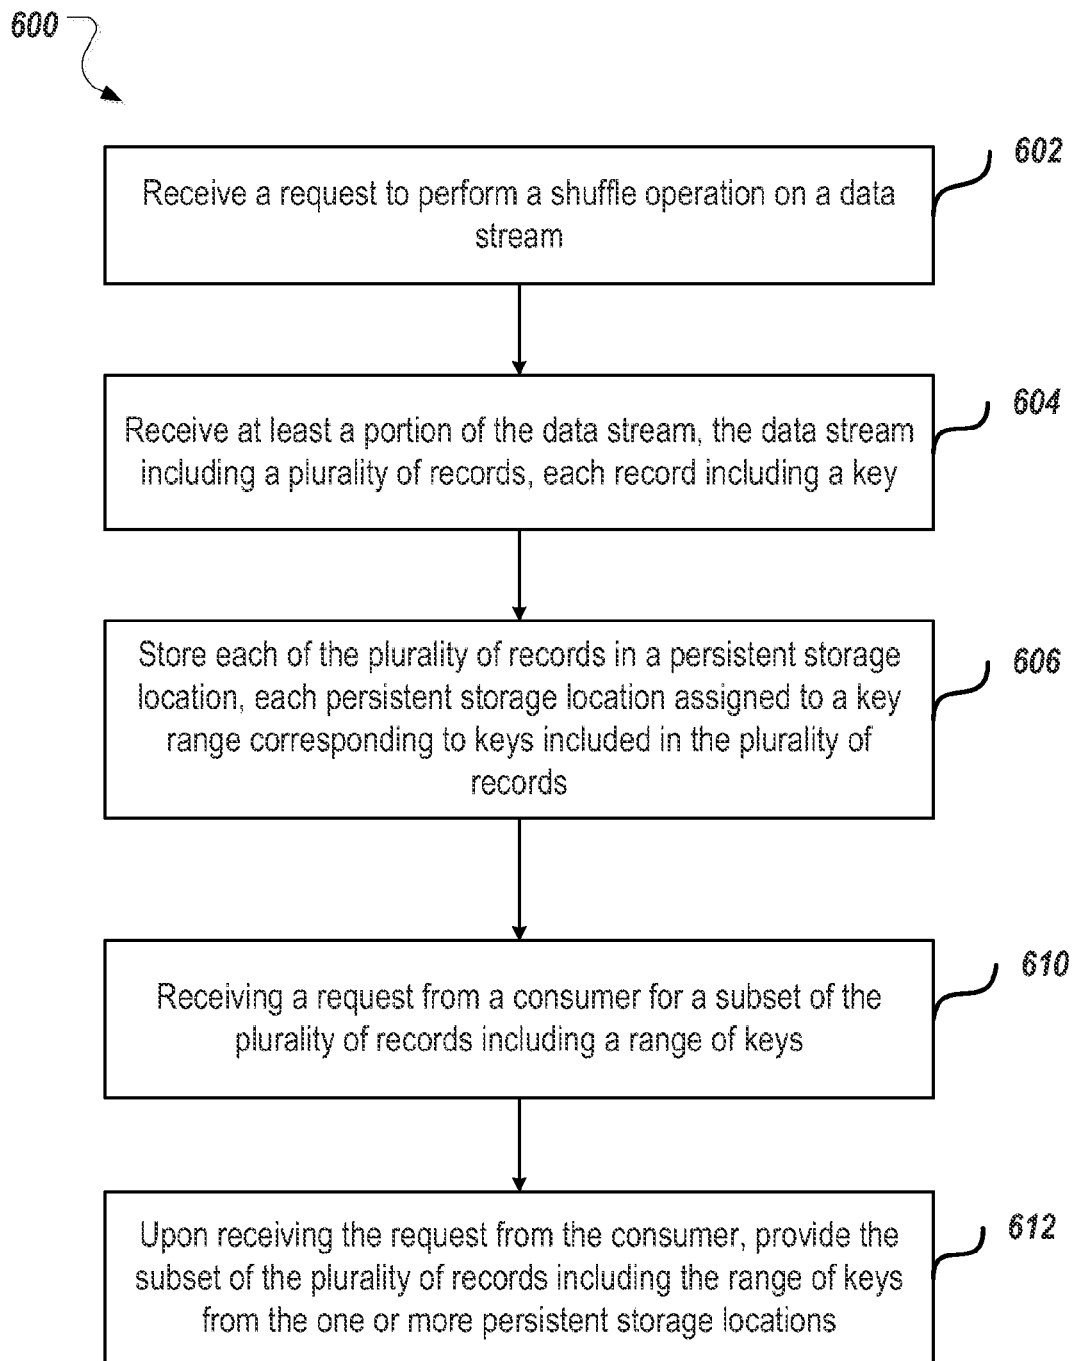 600
602
Receive a request to perform a shuffle operation on a data
stream
604
Receive at least a portion of the data stream, the data stream
including a plurality of records, each record including a key
606
Store each of the plurality of records in a persistent storage
location, each persistent storage location assigned to a key
range corresponding to keys included in the plurality of
records
610
Receiving a request from a consumer for a subset of the
plurality of records including a range of keys
612
Upon receiving the request from the consumer, provide the
subset of the plurality of records including the range of keys
from the one or more persistent storage locations